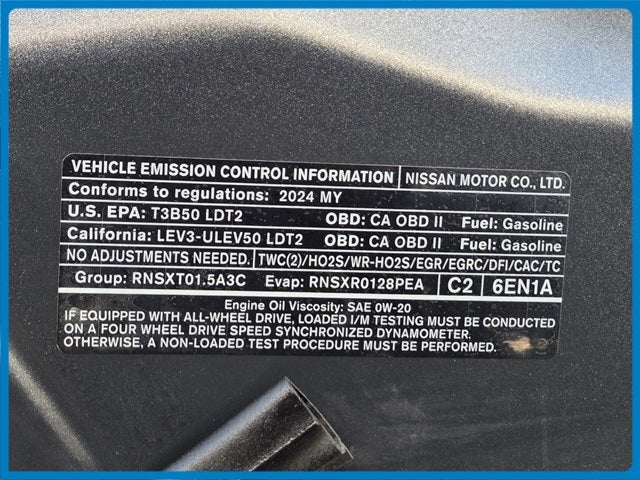 VEHICLE EMISSION CONTROL INFORMATION NISSAN MOTOR CO., LTD.
Conforms to regulations: 2024 MY
U.S. EPA: T3B50 LDT2 OBD: CA OBD II Fuel: Gasoline
California: LEV3-ULEV50 LDT2 OBD: CA OBD II Fuel: Gasoline
NO ADJUSTMENTS NEEDED. TWC(2)/HO2S/WR-HO2S/EGR/EGRC/DFI/CAC/TC
Group: RNSXT01.5A3C Evap: RNSXR0128PEA C2 6EN1A
Engine Oil Viscosity: SAE 0W-20
IF EQUIPPED WITH ALL-WHEEL DRIVE, LOADED I/M TESTING MUST BE CONDUCTED
ON A FOUR WHEEL DRIVE SPEED SYNCHRONIZED DYNAMOMETER.
OTHERWISE, A NON-LOADED TEST PROCEDURE MUST BE PERFORMED.